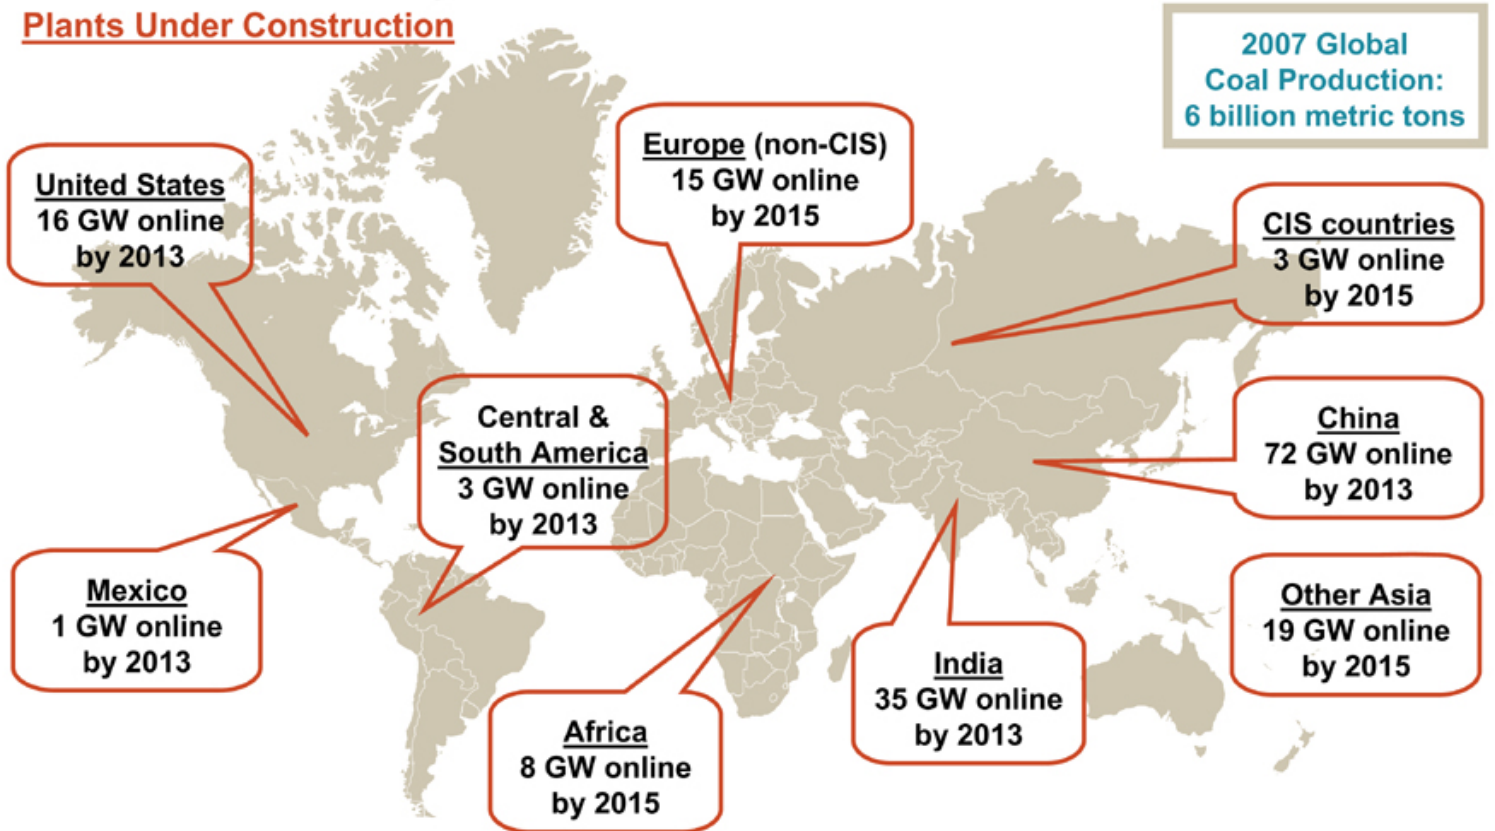 Plants Under Construction
2007 Global
Coal Production:
6 billion metric tons
United States
16 GW online
by 2013
Europe (non-CIS)
15 GW online
by 2015
CIS countries
3 GW online
by 2015
Central &
South America
3 GW online
by 2013
China
72 GW online
by 2013
Mexico
1 GW online
by 2013
Other Asia
19 GW online
by 2015
India
35 GW online
by 2013
Africa
8 GW online
by 2015